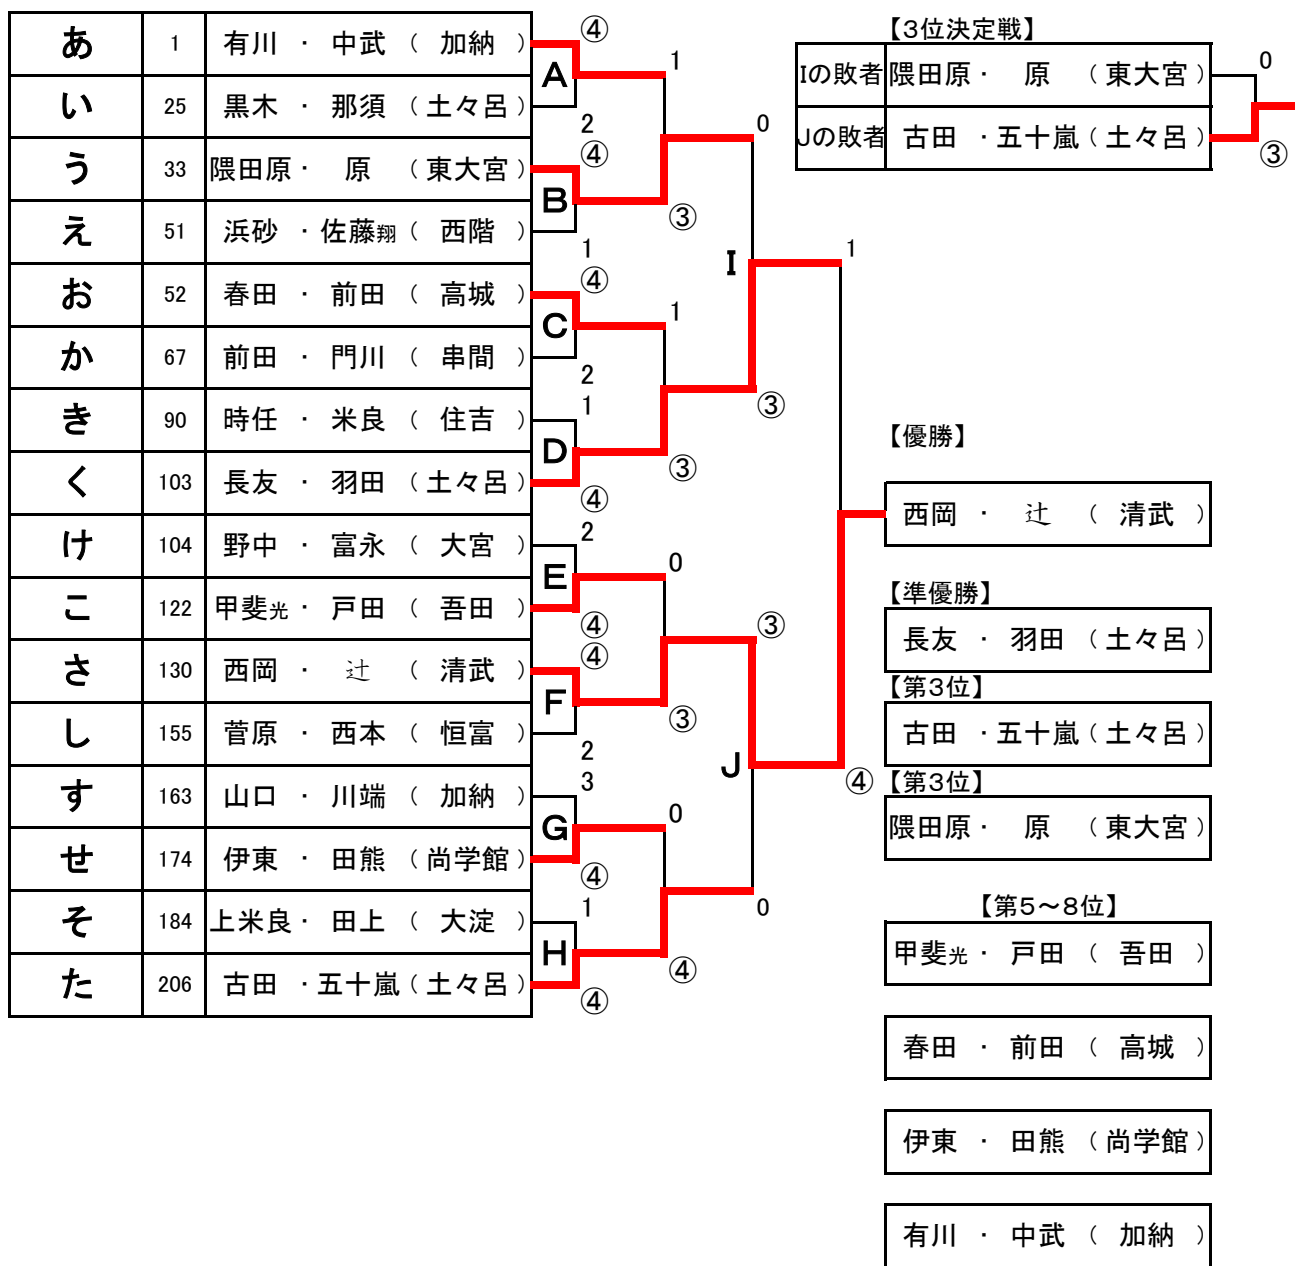 あ 1 有川 ・ 中武 （ 加納 ）
い 25 黒木 ・ 那須 （土々呂）
う 33 隈田原・ 原 （東大宮）
え 51 浜砂 ・佐藤翔（ 西階 ）
お 52 春田 ・ 前田 （ 高城 ）
か 67 前田 ・ 門川 （ 串間 ）
き 90 時任 ・ 米良 （ 住吉 ）
く 103 長友 ・ 羽田 （土々呂）
け 104 野中 ・ 富永 （ 大宮 ）
こ 122 甲斐光・ 戸田 （ 吾田 ）
さ 130 西岡 ・ 辻 （ 清武 ）
し 155 菅原 ・ 西本 （ 恒富 ）
す 163 山口 ・ 川端 （ 加納 ）
せ 174 伊東 ・ 田熊 （尚学館）
そ 184 上米良・ 田上 （ 大淀 ）
た 206 古田 ・五十嵐（土々呂）
④
A
2
④
B
1
④
C
2
1
D
④
2
E
④
④
F
2
3
G
④
1
H
④
1
③
1
③
0
③
0
④
0
I
③
③
J
0
1
④
【3位決定戦】
Iの敗者 隈田原・ 原 （東大宮） 0
Jの敗者 古田 ・五十嵐（土々呂） ③
【優勝】
西岡 ・ 辻 （ 清武 ）
【準優勝】
長友 ・ 羽田 （土々呂）
【第3位】
古田 ・五十嵐（土々呂）
【第3位】
隈田原・ 原 （東大宮）
【第5～8位】
甲斐光・ 戸田 （ 吾田 ）
春田 ・ 前田 （ 高城 ）
伊東 ・ 田熊 （尚学館）
有川 ・ 中武 （ 加納 ）